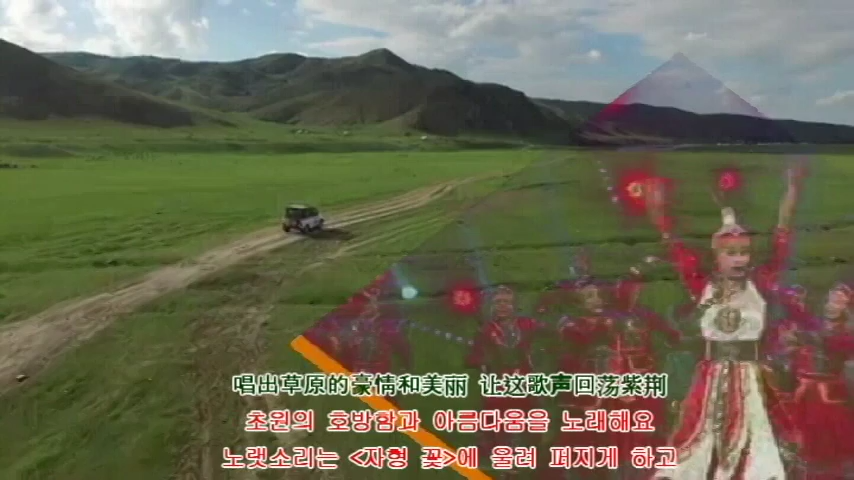 唱出草原的豪情和美丽 让这歌声回荡紫荆
초원의 호방함과 아름다움을 노래해요
노랫소리는 <자형 꽃>에 울려 펴지게 하고